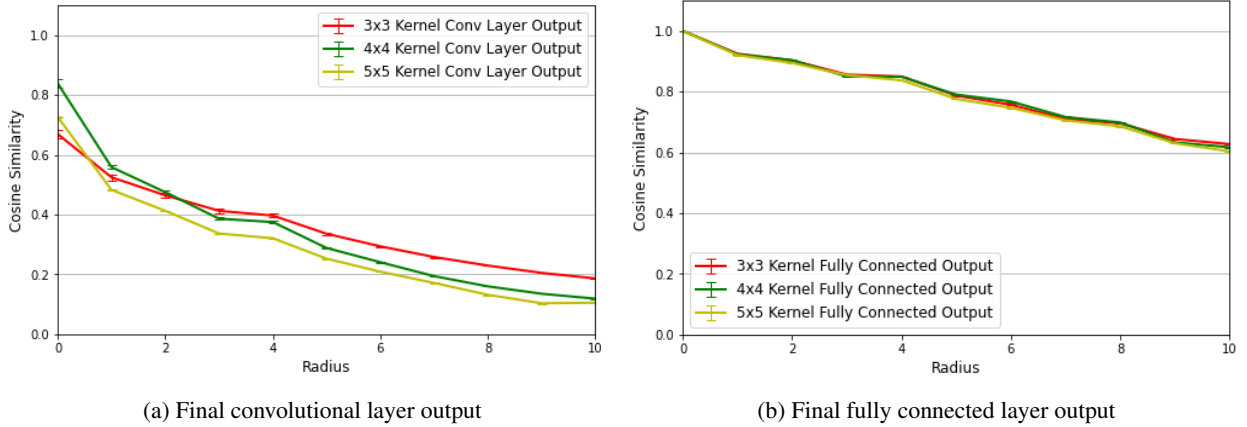 3x3 Kernel Conv Layer Output
4x4 Kernel Conv Layer Output
5x5 Kernel Conv Layer Output
1.0
0.8
0.6
0.4
0.2
0.0
Cosine Similarity
0 2 4 6 8 10
Radius
(a) Final convolutional layer output
1.0
0.8
0.6
0.4
0.2
0.0
Cosine Similarity
3x3 Kernel Fully Connected Output
4x4 Kernel Fully Connected Output
5x5 Kernel Fully Connected Output
0 2 4 6 8 10
Radius
(b) Final fully connected layer output